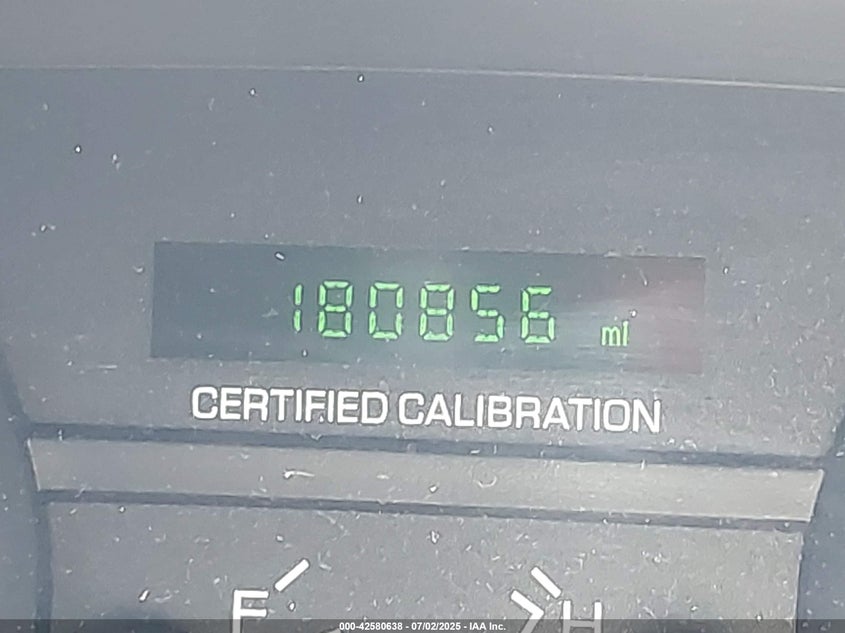 180856 mi
CERTIFIED CALIBRATION
F H
000-42580638 - 07/02/2025 - IAA Inc.